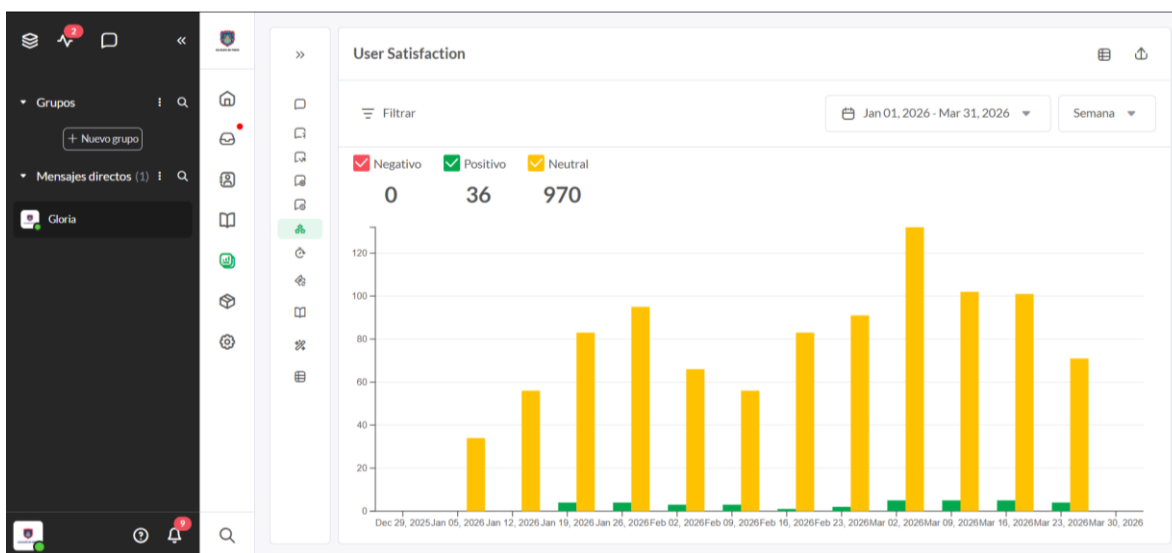 2
Grupos
+ Nuevo grupo
Mensajes directos (1)
Gloria
9
User Satisfaction
Filtrar
Jan 01, 2026 - Mar 31, 2026
Semana
Negativo Positivo Neutral
0 36 970
120
100
80
60
40
20
0
Dec 29, 2025 Jan 05, 2026 Jan 12, 2026 Jan 19, 2026 Jan 26, 2026 Feb 02, 2026 Feb 09, 2026 Feb 16, 2026 Feb 23, 2026 Mar 02, 2026 Mar 09, 2026 Mar 16, 2026 Mar 23, 2026 Mar 30, 2026